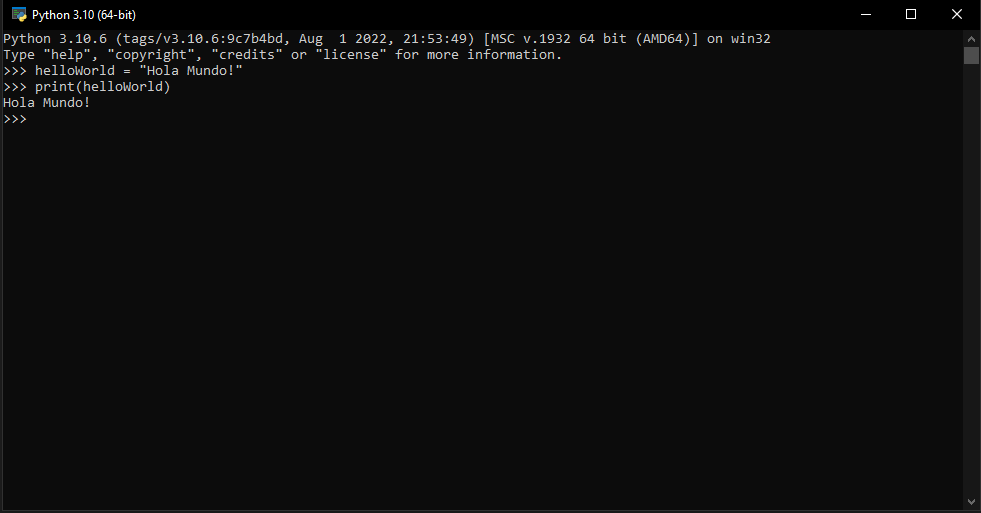 Python 3.10 (64-bit)
Python 3.10.6 (tags/v3.10.6:9c7b4bd, Aug  1 2022, 21:53:49) [MSC v.1932 64 bit (AMD64)] on win32
Type "help", "copyright", "credits" or "license" for more information.
>>> helloWorld = "Hola Mundo!"
>>> print(helloWorld)
Hola Mundo!
>>>